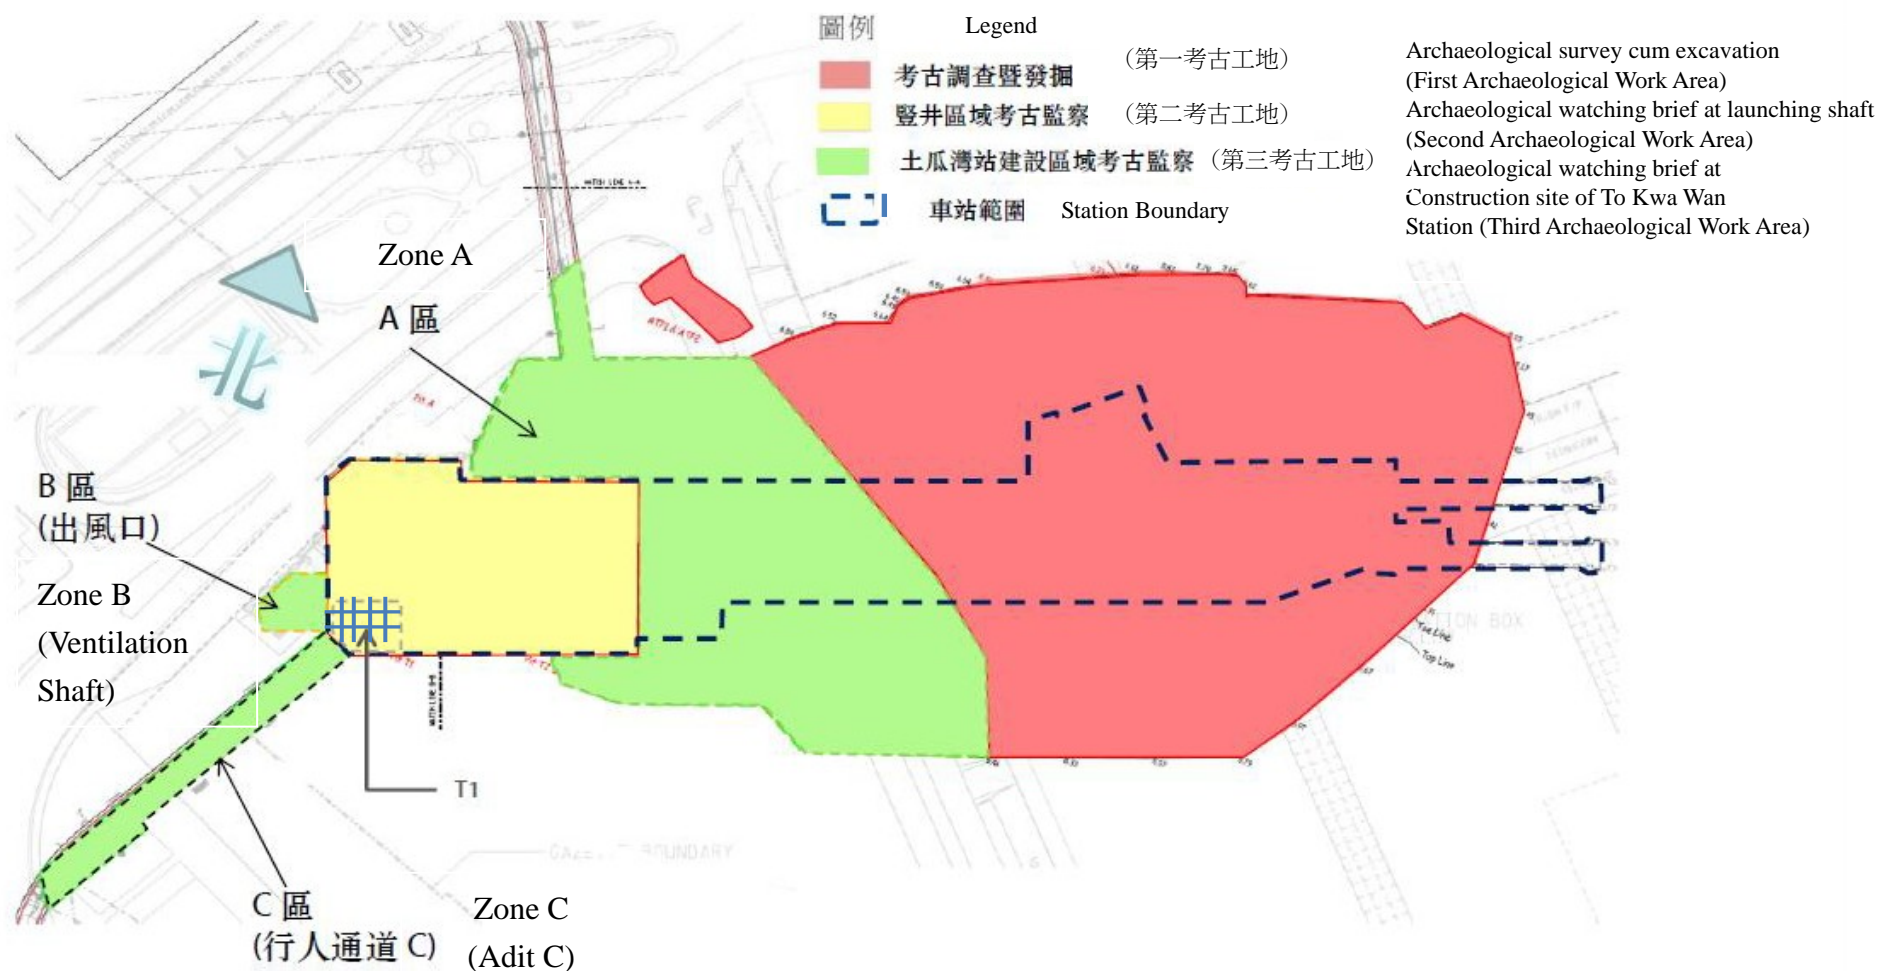 圖例 Legend
考古調查暨發掘 （第一考古工地）
Archaeological survey cum excavation
(First Archaeological Work Area)
豎井區域考古監察 （第二考古工地）
Archaeological watching brief at launching shaft
(Second Archaeological Work Area)
土瓜灣站建設區域考古監察 （第三考古工地）
Archaeological watching brief at
Construction site of To Kwa Wan
Station (Third Archaeological Work Area)
車站範圍 Station Boundary
Zone A
A 區
北
B 區
(出風口)
Zone B
(Ventilation
Shaft)
T1
Toe Line
Top Line
C 區
(行人通道 C)
Zone C
(Adit C)